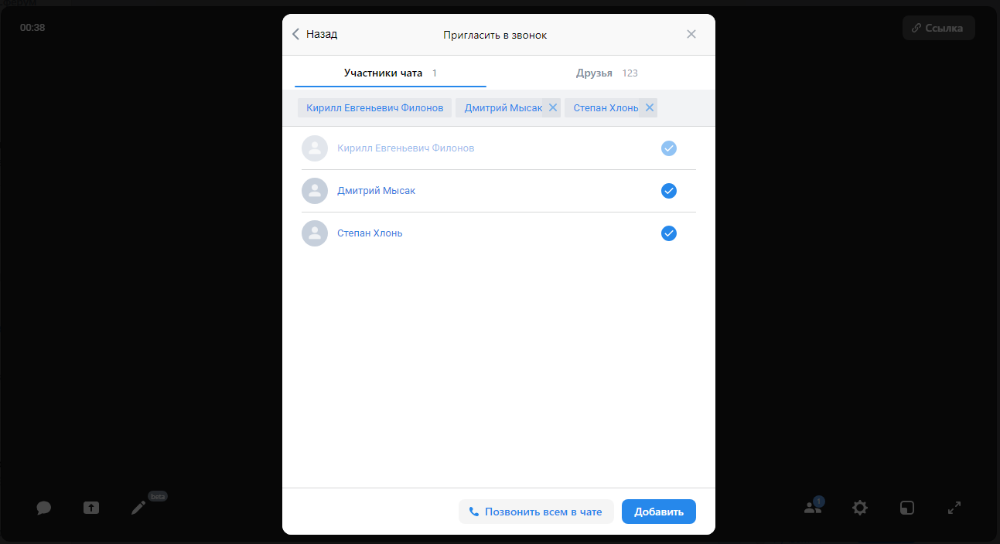 00:38
Назад
Пригласить в звонок
Ссылка
Участники чата 1
Друзья 123
Кирилл Евгеньевич Филонов
Дмитрий Мысак
Степан Хлонь
Кирилл Евгеньевич Филонов
Дмитрий Мысак
Степан Хлонь
beta
1
Позвонить всем в чате
Добавить